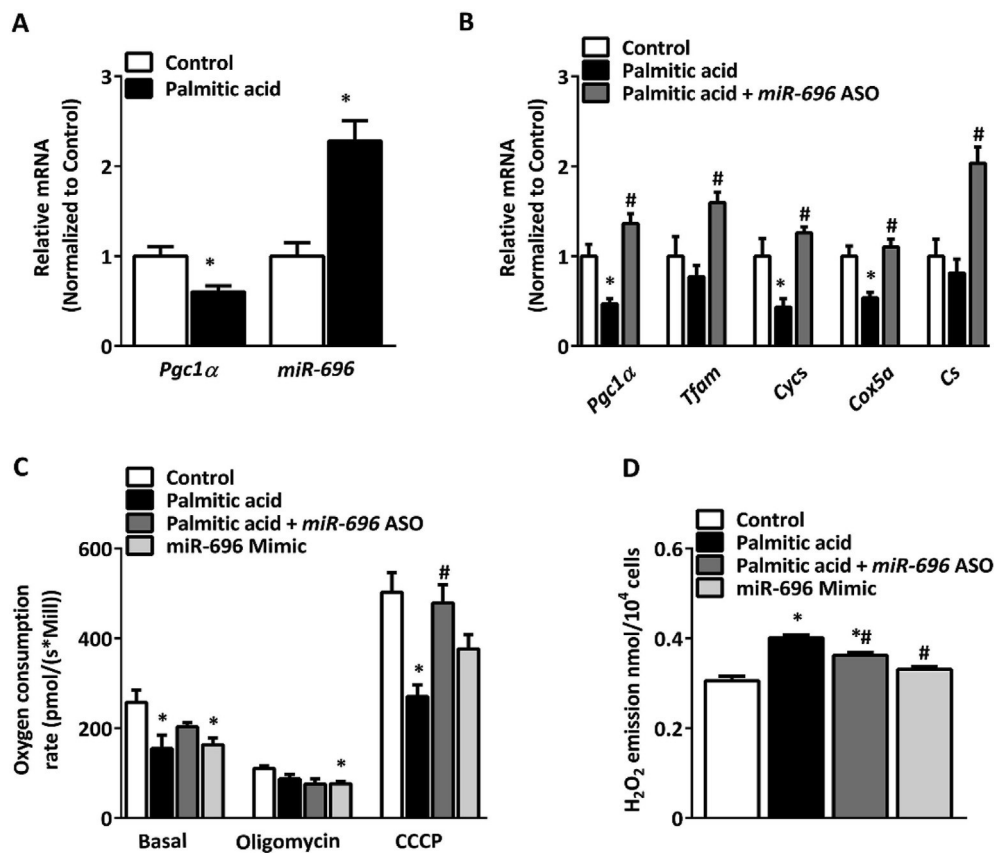 A
Control
Palmitic acid
Relative mRNA
(Normalized to Control)
3
2
1
0
*
*
Pgc1α
miR-696
B
Control
Palmitic acid
Palmitic acid + miR-696 ASO
Relative mRNA
(Normalized to Control)
3
2
1
0
*
#
#
*
#
*
#
#
Pgc1α
Tfam
Cycs
Cox5a
Cs
C
Control
Palmitic acid
Palmitic acid + miR-696 ASO
miR-696 Mimic
Oxygen consumption
rate (pmol/(s*Mill))
600
400
200
0
*
*
*
*
#
Basal
Oligomycin
CCCP
D
Control
Palmitic acid
Palmitic acid + miR-696 ASO
miR-696 Mimic
H₂O₂ emission nmol/10⁴ cells
0.6
0.4
0.2
0.0
*
*#
#